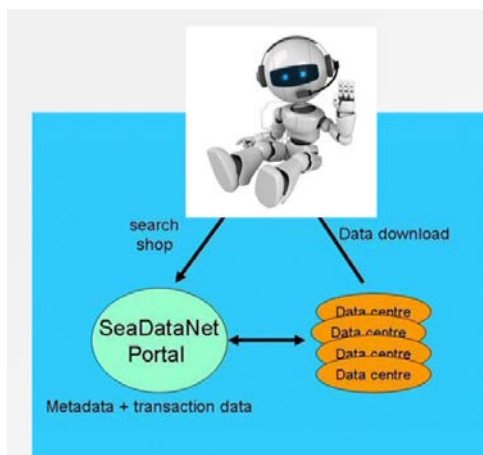 search
shop
Data download
SeaDataNet
Portal
Data centre
Data centre
Data centre
Data centre
Metadata + transaction data